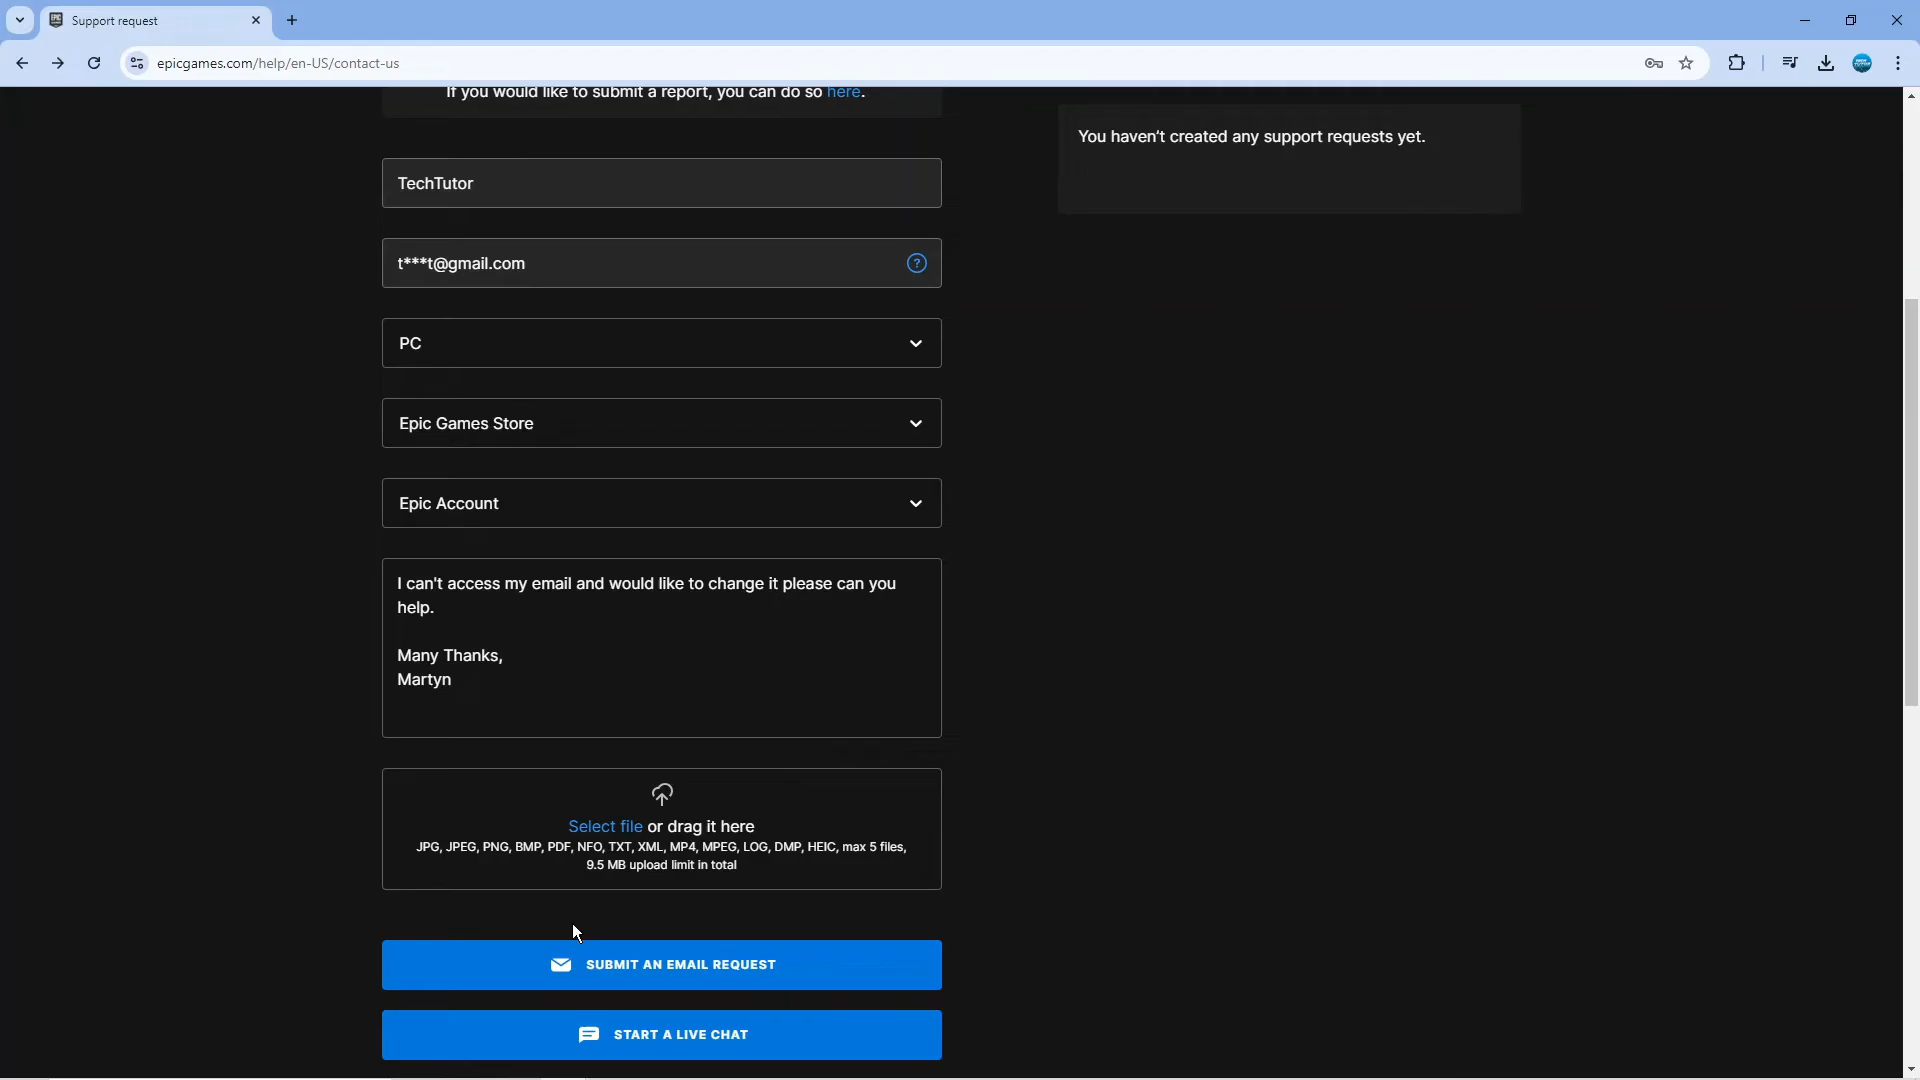 Support request
epicgames.com/help/en-US/contact-us
If you would like to submit a report, you can do so here.
You haven't created any support requests yet.
TechTutor
t***t@gmail.com
?
PC
Epic Games Store
Epic Account
I can't access my email and would like to change it please can you
help.
Many Thanks,
Martyn
Select file or drag it here
JPG, JPEG, PNG, BMP, PDF, NFO, TXT, XML, MP4, MPEG, LOG, DMP, HEIC, max 5 files,
9.5 MB upload limit in total
SUBMIT AN EMAIL REQUEST
START A LIVE CHAT